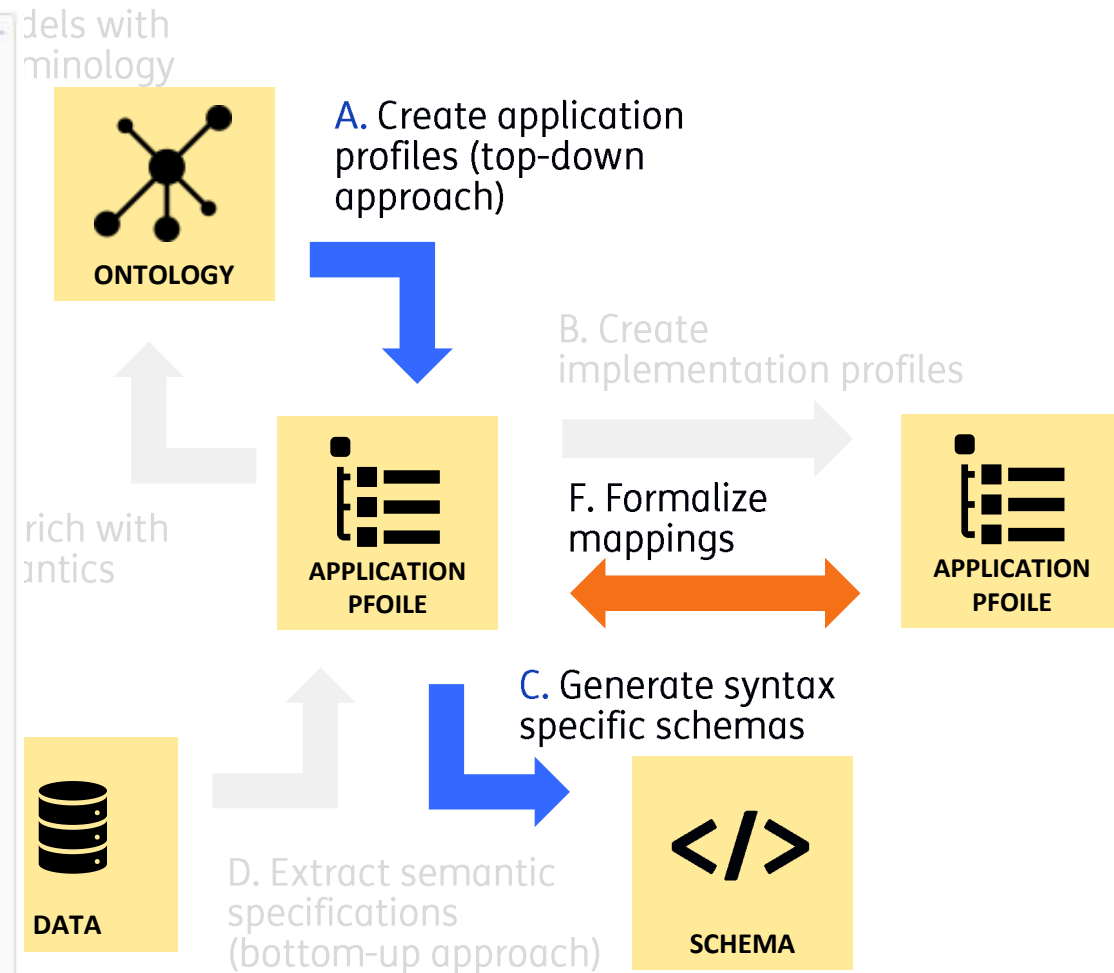 dels with
minology
A. Create application
profiles (top-down
approach)
ONTOLOGY
B. Create
implementation profiles
F. Formalize
mappings
rich with
antics
APPLICATION
PFOILE
APPLICATION
PFOILE
C. Generate syntax
specific schemas
D. Extract semantic
specifications
(bottom-up approach)
DATA
</>
SCHEMA